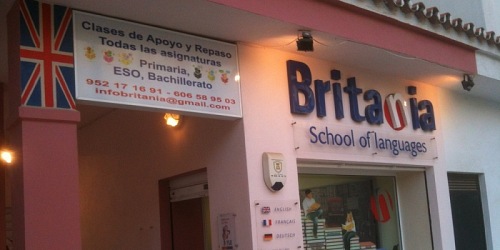 Clases de Apoyo y Repaso
Todas las asignaturas
Primaria,
ESO, Bachillerato
952 17 16 91 - 606 58 95 03
infobritania@gmail.com
Britania
School of languages
ENGLISH
FRANÇAIS
DEUTSCH